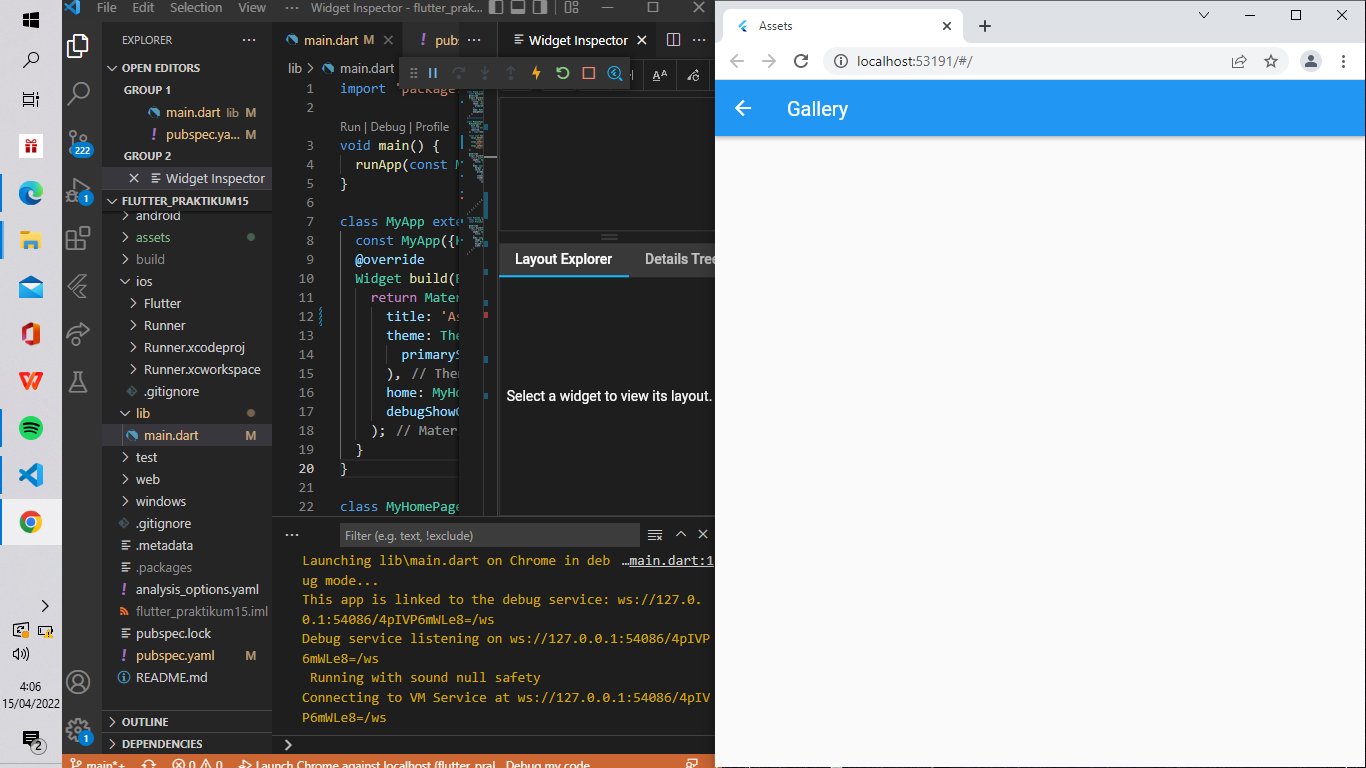 File Edit Selection View ··· Widget Inspector - flutter_prak...
EXPLORER
OPEN EDITORS
GROUP 1
main.dart lib M
pubspec.ya... M
GROUP 2
Widget Inspector
FLUTTER_PRAKTIKUM15
android
assets
build
ios
Flutter
Runner
Runner.xcodeproj
Runner.xcworkspace
.gitignore
lib
main.dart M
test
web
windows
.gitignore
.metadata
.packages
analysis_options.yaml
flutter_praktikum15.iml
pubspec.lock
pubspec.yaml M
README.md
OUTLINE
DEPENDENCIES
222
1
1
4:06
15/04/2022
2
main.dart M
! pub
Widget Inspector
lib > main.dart
1 import 'package
2
Run | Debug | Profile
3 void main() {
4 runApp(const M
5 }
6
7 class MyApp exte
8 const MyApp({
9 @override
10 Widget build(
11 return Mater
12 title: 'As
13 theme: The
14 primaryS
15 ), // Them
16 home: MyHo
17 debugShow
18 ); // Mater
19 }
20 }
21
22 class MyHomePage
Layout Explorer Details Tree
Select a widget to view its layout.
Filter (e.g. text, !exclude)
Launching lib\main.dart on Chrome in deb …main.dart:1
ug mode...
This app is linked to the debug service: ws://127.0.
0.1:54086/4pIVP6mWLe8=/ws
Debug service listening on ws://127.0.0.1:54086/4pIVP
6mWLe8=/ws
Running with sound null safety
Connecting to VM Service at ws://127.0.0.1:54086/4pIV
P6mWLe8=/ws
main*+ 0 0 Launch Chrome against localhost (flutter_pral Debug my code
Assets
localhost:53191/#/
Gallery